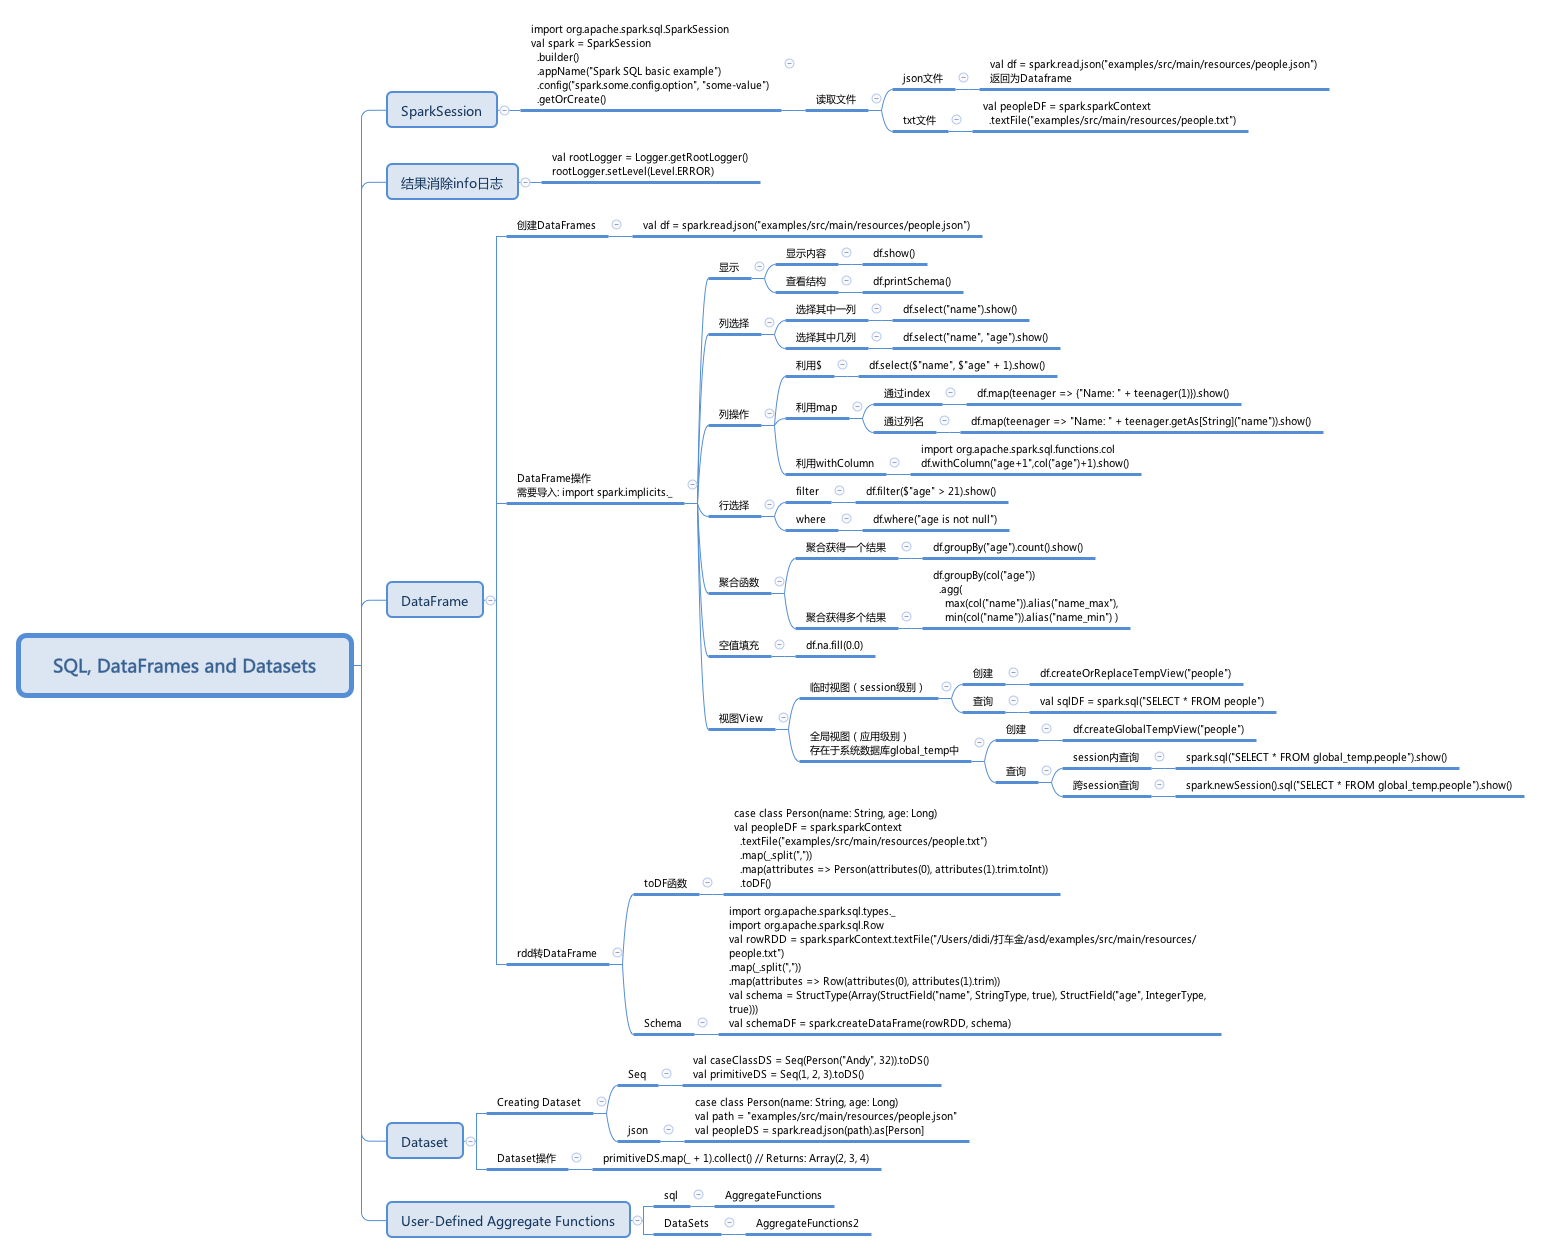 SQL, DataFrames and Datasets
SparkSession
import org.apache.spark.sql.SparkSession
val spark = SparkSession
.builder()
.appName("Spark SQL basic example")
.config("spark.some.config.option", "some-value")
.getOrCreate()
读取文件
json文件
val df = spark.read.json("examples/src/main/resources/people.json")
返回为Dataframe
txt文件
val peopleDF = spark.sparkContext
.textFile("examples/src/main/resources/people.txt")
结果消除info日志
val rootLogger = Logger.getRootLogger()
rootLogger.setLevel(Level.ERROR)
DataFrame
创建DataFrames
val df = spark.read.json("examples/src/main/resources/people.json")
DataFrame操作
需要导入: import spark.implicits._
显示
显示内容
df.show()
查看结构
df.printSchema()
列选择
选择其中一列
df.select("name").show()
选择其中几列
df.select("name", "age").show()
列操作
利用$
df.select($"name", $"age" + 1).show()
利用map
通过index
df.map(teenager => {"Name: " + teenager(1)}).show()
通过列名
df.map(teenager => "Name: " + teenager.getAs[String]("name")).show()
利用withColumn
import org.apache.spark.sql.functions.col
df.withColumn("age+1",col("age")+1).show()
行选择
filter
df.filter($"age" > 21).show()
where
df.where("age is not null")
聚合函数
聚合获得一个结果
df.groupBy("age").count().show()
聚合获得多个结果
df.groupBy(col("age"))
.agg(
max(col("name")).alias("name_max"),
min(col("name")).alias("name_min") )
空值填充
df.na.fill(0.0)
视图View
临时视图（session级别）
创建
df.createOrReplaceTempView("people")
查询
val sqlDF = spark.sql("SELECT * FROM people")
全局视图（应用级别）
存在于系统数据库global_temp中
创建
df.createGlobalTempView("people")
查询
session内查询
spark.sql("SELECT * FROM global_temp.people").show()
跨session查询
spark.newSession().sql("SELECT * FROM global_temp.people").show()
rdd转DataFrame
toDF函数
case class Person(name: String, age: Long)
val peopleDF = spark.sparkContext
.textFile("examples/src/main/resources/people.txt")
.map(_.split(","))
.map(attributes => Person(attributes(0), attributes(1).trim.toInt))
.toDF()
Schema
import org.apache.spark.sql.types._
import org.apache.spark.sql.Row
val rowRDD = spark.sparkContext.textFile("/Users/didi/打车金/asd/examples/src/main/resources/
people.txt")
.map(_.split(","))
.map(attributes => Row(attributes(0), attributes(1).trim))
val schema = StructType(Array(StructField("name", StringType, true), StructField("age", IntegerType,
true)))
val schemaDF = spark.createDataFrame(rowRDD, schema)
Dataset
Creating Dataset
Seq
val caseClassDS = Seq(Person("Andy", 32)).toDS()
val primitiveDS = Seq(1, 2, 3).toDS()
json
case class Person(name: String, age: Long)
val path = "examples/src/main/resources/people.json"
val peopleDS = spark.read.json(path).as[Person]
Dataset操作
primitiveDS.map(_ + 1).collect() // Returns: Array(2, 3, 4)
User-Defined Aggregate Functions
sql
AggregateFunctions
DataSets
AggregateFunctions2